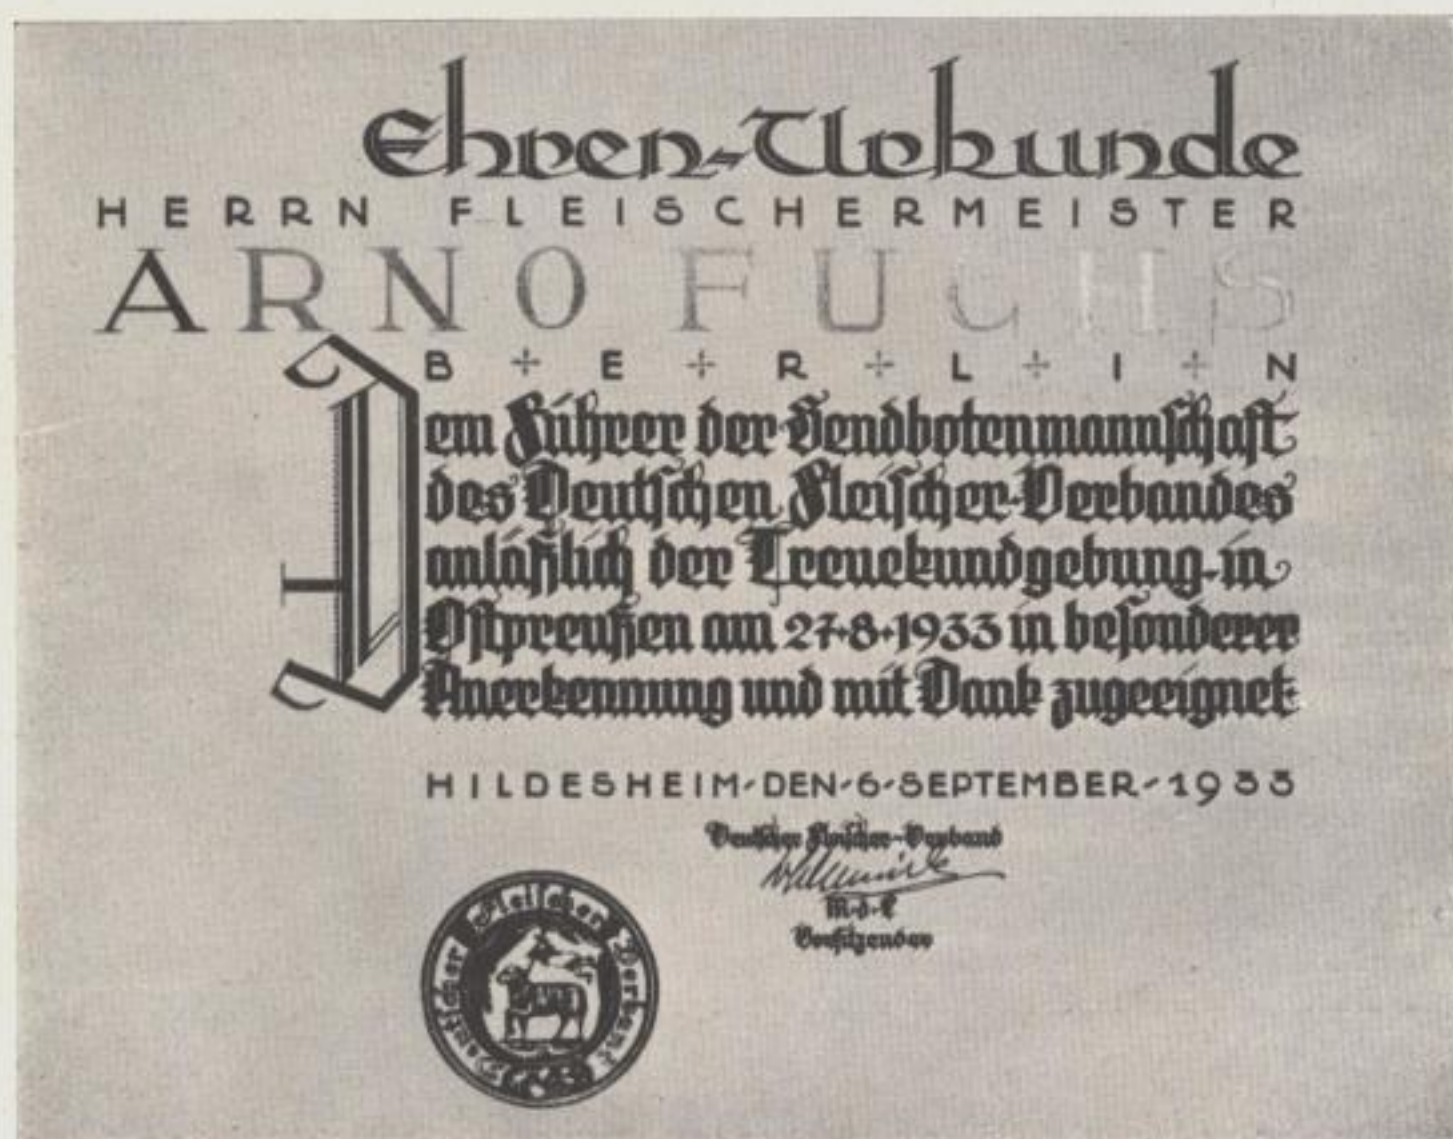 Ehren-Urkunde
HERRN FLEISCHERMEISTER
ARNO FUCHS
B + E + R + L + I + N
Dem Führer der Sendbotenmannschaft
des Deutschen Fleischer-Verbandes
anläßlich der Treuekundgebung in
Ostpreußen am 27·8·1933 in besonderer
Anerkennung und mit Dank zugeeignet·
HILDESHEIM·DEN·6·SEPTEMBER·1933
Deutscher Fleischer-Verband
M·d·L
Vorsitzender
Deutscher Fleischer Verband